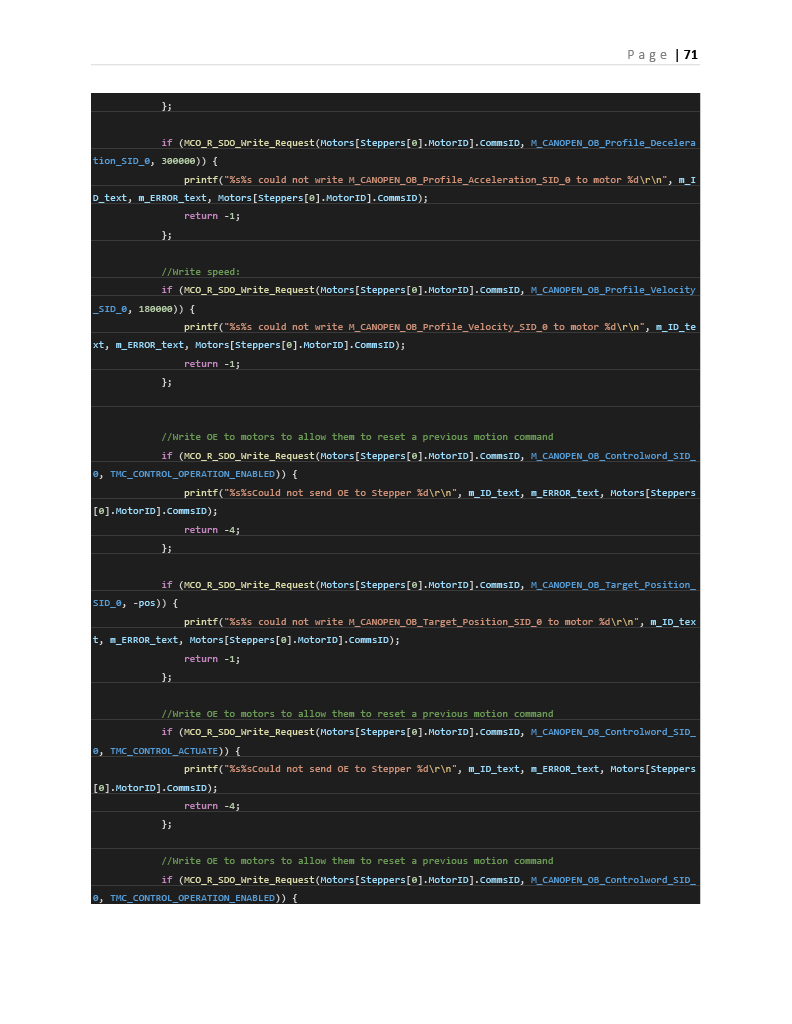 Page | 71
};
if (MCO_R_SDO_Write_Request(Motors[Steppers[0].MotorID].CommsID, M_CANOPEN_OB_Profile_Decelera
tion_SID_0, 300000)) {
printf("%s%s could not write M_CANOPEN_OB_Profile_Acceleration_SID_0 to motor %d\r\n", m_I
D_text, m_ERROR_text, Motors[Steppers[0].MotorID].CommsID);
return -1;
};
//Write speed:
if (MCO_R_SDO_Write_Request(Motors[Steppers[0].MotorID].CommsID, M_CANOPEN_OB_Profile_Velocity
_SID_0, 180000)) {
printf("%s%s could not write M_CANOPEN_OB_Profile_Velocity_SID_0 to motor %d\r\n", m_ID_te
xt, m_ERROR_text, Motors[Steppers[0].MotorID].CommsID);
return -1;
};
//Write OE to motors to allow them to reset a previous motion command
if (MCO_R_SDO_Write_Request(Motors[Steppers[0].MotorID].CommsID, M_CANOPEN_OB_Controlword_SID_
0, TMC_CONTROL_OPERATION_ENABLED)) {
printf("%s%sCould not send OE to Stepper %d\r\n", m_ID_text, m_ERROR_text, Motors[Steppers
[0].MotorID].CommsID);
return -4;
};
if (MCO_R_SDO_Write_Request(Motors[Steppers[0].MotorID].CommsID, M_CANOPEN_OB_Target_Position_
SID_0, -pos)) {
printf("%s%s could not write M_CANOPEN_OB_Target_Position_SID_0 to motor %d\r\n", m_ID_tex
t, m_ERROR_text, Motors[Steppers[0].MotorID].CommsID);
return -1;
};
//Write OE to motors to allow them to reset a previous motion command
if (MCO_R_SDO_Write_Request(Motors[Steppers[0].MotorID].CommsID, M_CANOPEN_OB_Controlword_SID_
0, TMC_CONTROL_ACTUATE)) {
printf("%s%sCould not send OE to Stepper %d\r\n", m_ID_text, m_ERROR_text, Motors[Steppers
[0].MotorID].CommsID);
return -4;
};
//Write OE to motors to allow them to reset a previous motion command
if (MCO_R_SDO_Write_Request(Motors[Steppers[0].MotorID].CommsID, M_CANOPEN_OB_Controlword_SID_
0, TMC_CONTROL_OPERATION_ENABLED)) {